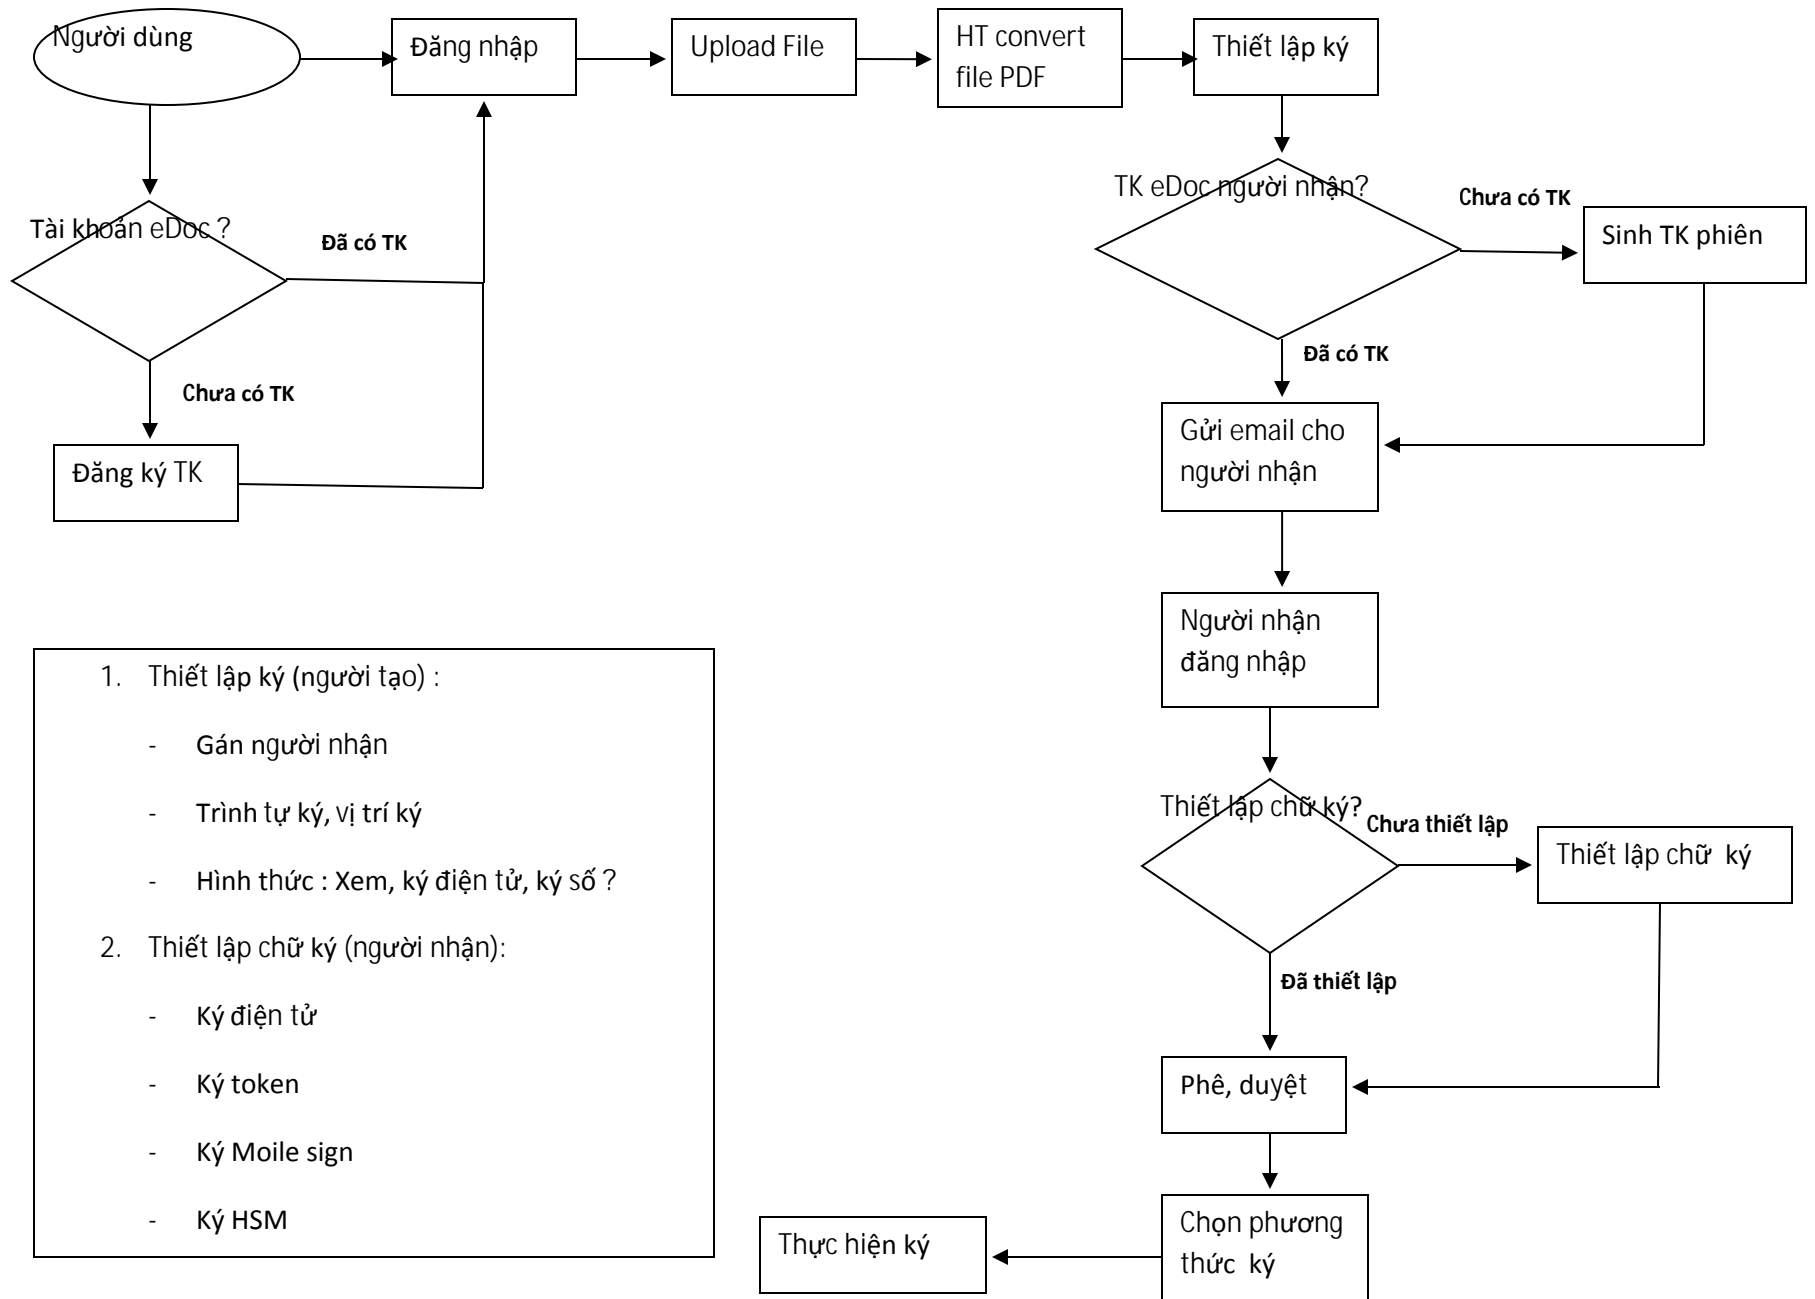 Người dùng
Đăng nhập
Upload File
HT convert
file PDF
Thiết lập ký
Tài khoản eDoc ?
Đã có TK
Chưa có TK
Đăng ký TK
TK eDoc người nhận?
Chưa có TK
Sinh TK phiên
Đã có TK
Gửi email cho
người nhận
Người nhận
đăng nhập
Thiết lập chữ ký?
Chưa thiết lập
Thiết lập chữ ký
Đã thiết lập
Phê, duyệt
Chọn phương
thức ký
Thực hiện ký
1. Thiết lập ký (người tạo) :
- Gán người nhận
- Trình tự ký, vị trí ký
- Hình thức : Xem, ký điện tử, ký số ?
2. Thiết lập chữ ký (người nhận):
- Ký điện tử
- Ký token
- Ký Moile sign
- Ký HSM